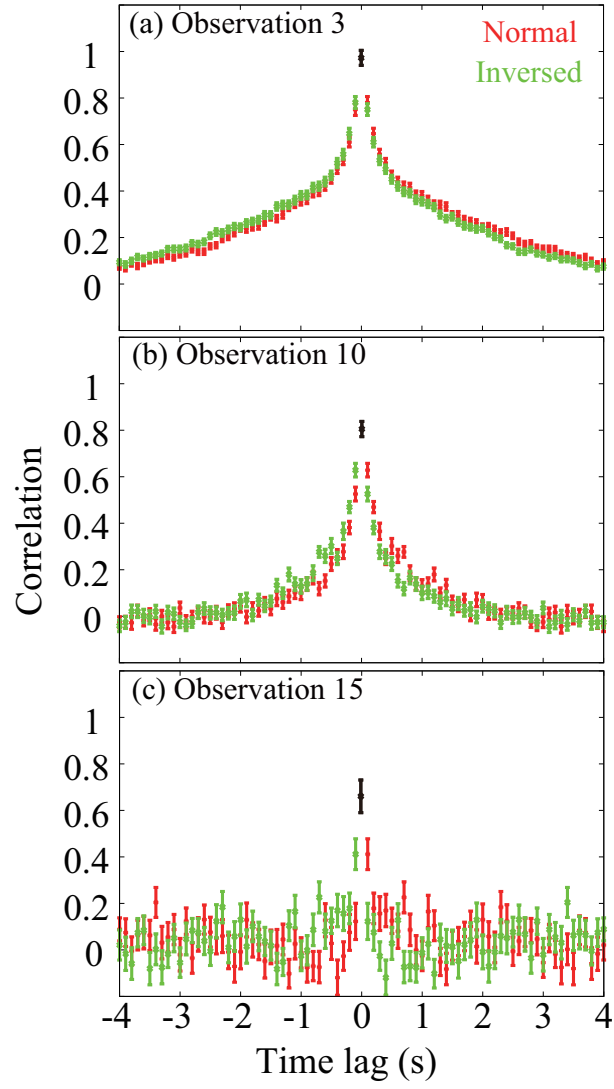 (a) Observation 3
Normal
Inversed
1
0.8
0.6
0.4
0.2
0
(b) Observation 10
1
0.8
0.6
0.4
0.2
0
Correlation
(c) Observation 15
1
0.8
0.6
0.4
0.2
0
-4 -3 -2 -1 0 1 2 3 4
Time lag (s)